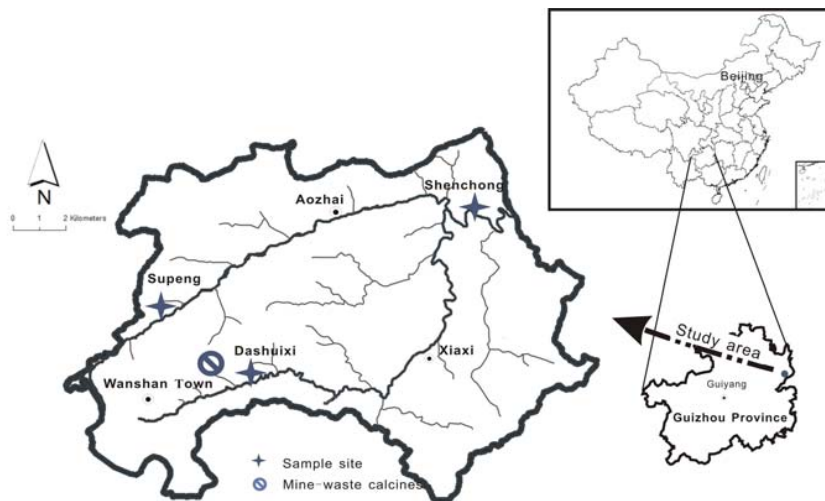 Beijing
N
0 1 2 Kilometers
Shenchong
Aozhai
Supeng
Dashuixi
Xiaxi
Wanshan Town
Study area
Guiyang
Guizhou Province
Sample site
Mine-waste calcines